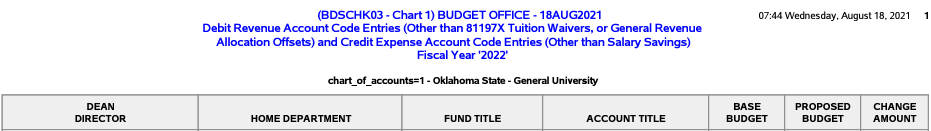 (BDSCHK03 - Chart 1) BUDGET OFFICE - 18AUG2021
07:44 Wednesday, August 18, 2021 1
Debit Revenue Account Code Entries (Other than 81197X Tuition Waivers, or General Revenue
Allocation Offsets) and Credit Expense Account Code Entries (Other than Salary Savings)
Fiscal Year '2022'
chart_of_accounts=1 - Oklahoma State - General University
DEAN DIRECTOR HOME DEPARTMENT FUND TITLE ACCOUNT TITLE BASE BUDGET PROPOSED BUDGET CHANGE AMOUNT